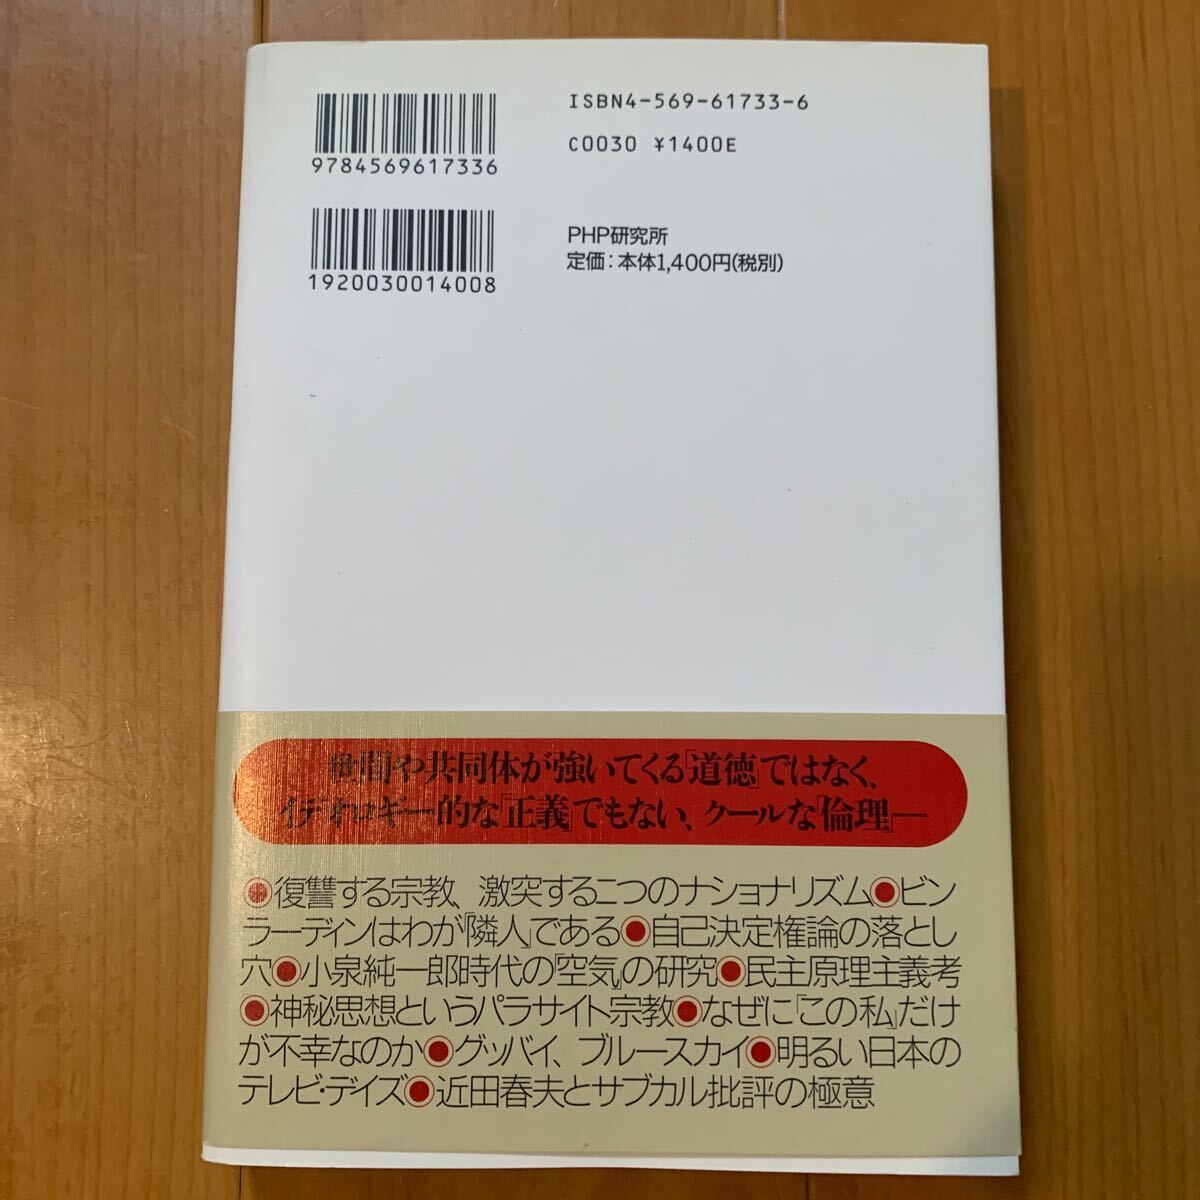 ISBN4-569-61733-6
9784569617336
C0030 ¥1400E
1920030014008
PHP研究所
定価：本体1,400円(税別)
世間や共同体が強いてくる「道徳」ではなく、
イデオロギー的な「正義」でもない、クールな「倫理」――
●復讐する宗教、激突する二つのナショナリズム●ビン
ラーディンはわが「隣人」である●自己決定権論の落とし
穴●小泉純一郎時代の「空気」の研究●民主原理主義考
●神秘思想というパラサイト宗教●なぜに「この私」だけ
が不幸なのか●グッバイ、ブルースカイ●明るい日本の
テレビ・デイズ●近田春夫とサブカル批評の極意